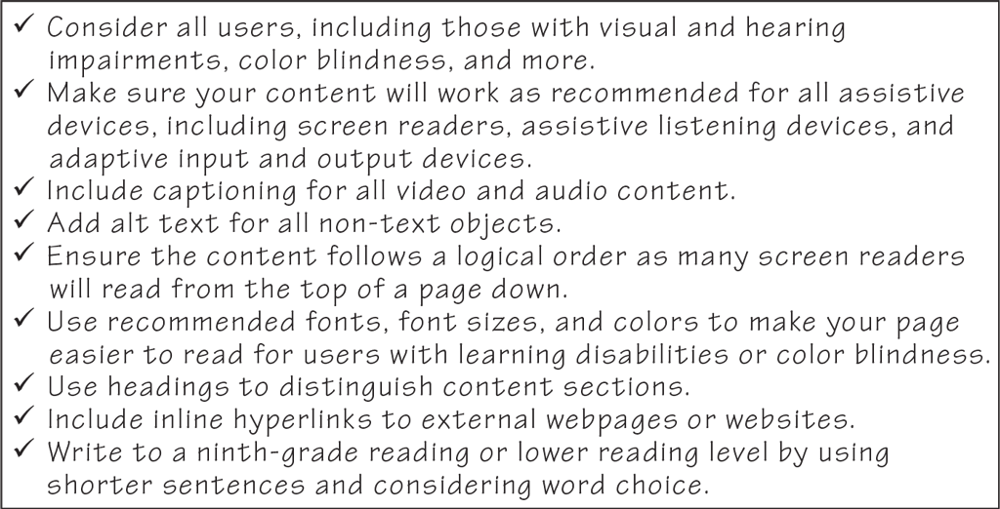 ✓ Consider all users, including those with visual and hearing
impairments, color blindness, and more.
✓ Make sure your content will work as recommended for all assistive
devices, including screen readers, assistive listening devices, and
adaptive input and output devices.
✓ Include captioning for all video and audio content.
✓ Add alt text for all non-text objects.
✓ Ensure the content follows a logical order as many screen readers
will read from the top of a page down.
✓ Use recommended fonts, font sizes, and colors to make your page
easier to read for users with learning disabilities or color blindness.
✓ Use headings to distinguish content sections.
✓ Include inline hyperlinks to external webpages or websites.
✓ Write to a ninth-grade reading or lower reading level by using
shorter sentences and considering word choice.